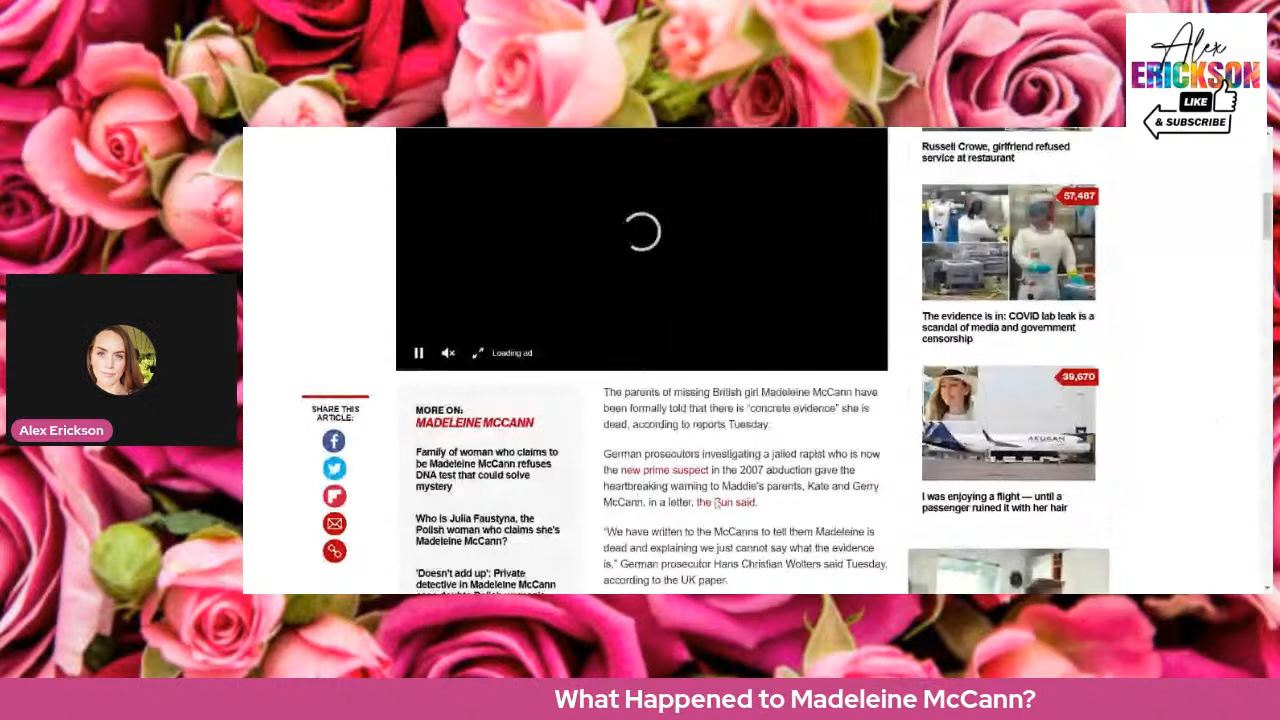 Alex
ERICKSON
LIKE
& SUBSCRIBE
Russell Crowe, girlfriend refused
service at restaurant
57,487
The evidence is in: COVID lab leak is a
scandal of media and government
censorship
39,670
AEGEAN
I was enjoying a flight — until a
passenger ruined it with her hair
Loading ad
SHARE THIS
ARTICLE:
MORE ON:
MADELEINE MCCANN
Family of woman who claims to
be Madeleine McCann refuses
DNA test that could solve
mystery
Who is Julia Faustyna, the
Polish woman who claims she's
Madeleine McCann?
'Doesn't add up': Private
detective in Madeleine McCann
The parents of missing British girl Madeleine McCann have
been formally told that there is “concrete evidence” she is
dead, according to reports Tuesday.
German prosecutors investigating a jailed rapist who is now
the new prime suspect in the 2007 abduction gave the
heartbreaking warning to Maddie's parents, Kate and Gerry
McCann, in a letter, the Sun said.
“We have written to the McCanns to tell them Madeleine is
dead and explaining we just cannot say what the evidence
is,” German prosecutor Hans Christian Wolters said Tuesday,
according to the UK paper.
Alex Erickson
What Happened to Madeleine McCann?